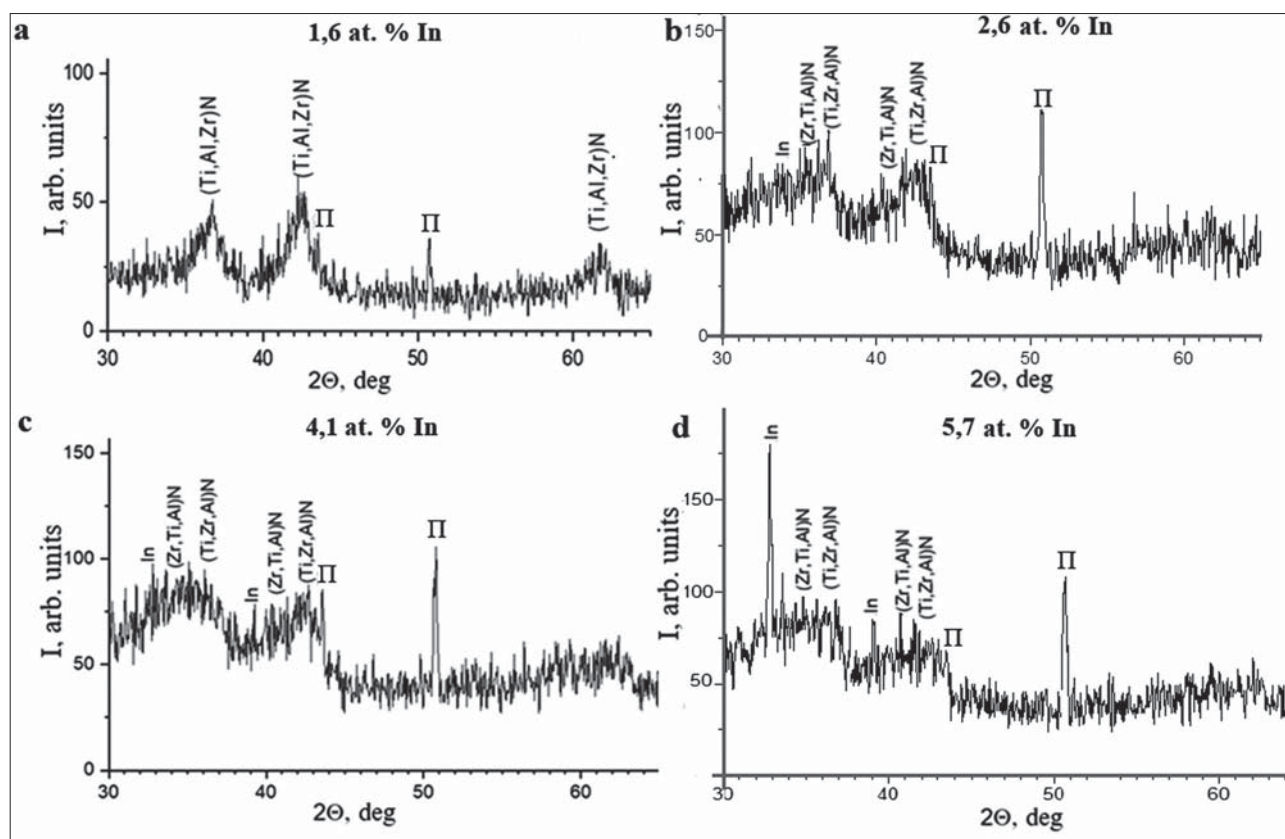 a
1,6 at. % In
100
50
0
I, arb. units
(Ti,Al,Zr)N
(Ti,Al,Zr)N
П
П
(Ti,Al,Zr)N
30
40
50
60
2Θ, deg
b
2,6 at. % In
150
100
50
0
I, arb. units
In
(Zr,Ti,Al)N
(Ti,Zr,Al)N
(Zr,Ti,Al)N
(Ti,Zr,Al)N
П
П
30
40
50
60
2Θ, deg
c
4,1 at. % In
150
100
50
0
I, arb. units
In
(Zr,Ti,Al)N
(Ti,Zr,Al)N
In
(Zr,Ti,Al)N
(Ti,Zr,Al)N
П
П
30
40
50
60
2Θ, deg
d
5,7 at. % In
150
100
50
0
I, arb. units
In
(Zr,Ti,Al)N
(Ti,Zr,Al)N
In
(Zr,Ti,Al)N
(Ti,Zr,Al)N
П
П
30
40
50
60
2Θ, deg